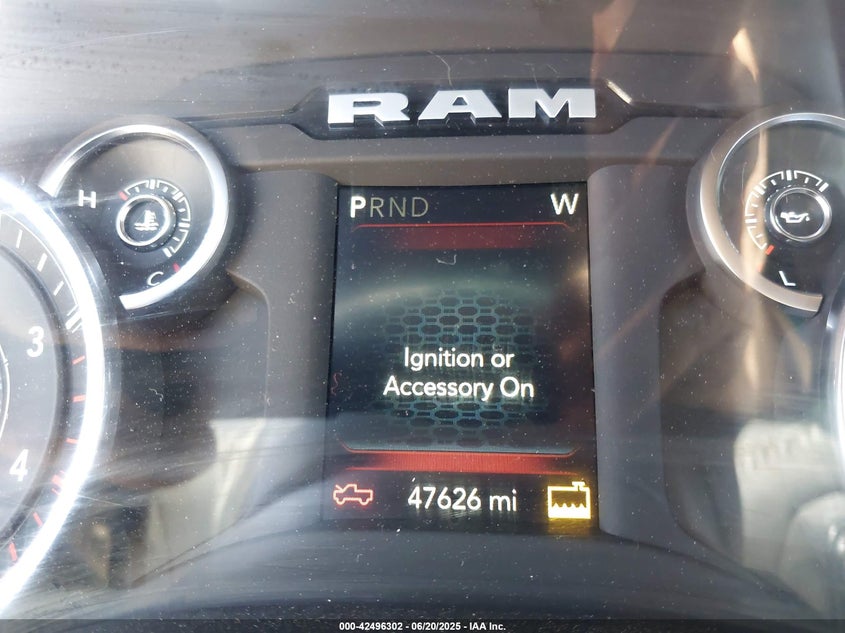 RAM
PRND W
H
C
L
3
4
Ignition or
Accessory On
47626 mi
000-42496302 / 06/20/2025 - IAA Inc.